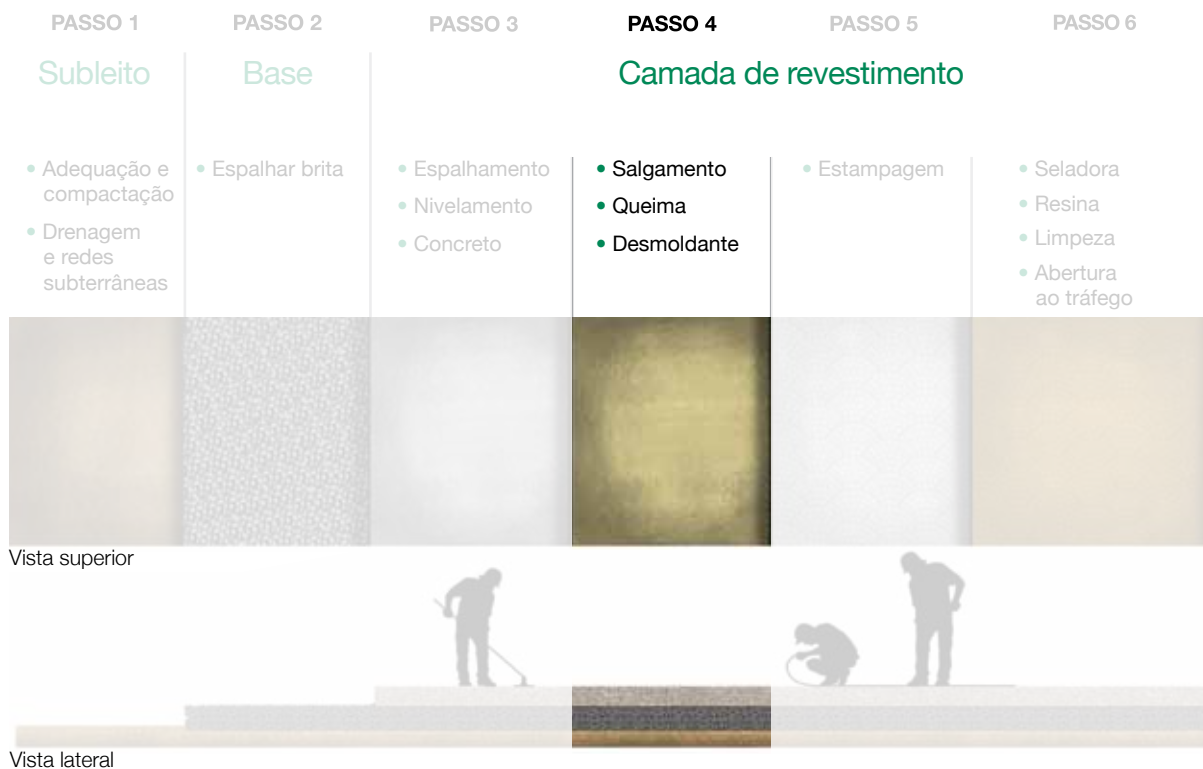 PASSO 1
PASSO 2
PASSO 3
PASSO 4
PASSO 5
PASSO 6
Subleito
Base
Camada de revestimento
• Adequação e
compactação
• Drenagem
e redes
subterrâneas
• Espalhar brita
• Espalhamento
• Nivelamento
• Concreto
• Salgamento
• Queima
• Desmoldante
• Estampagem
• Seladora
• Resina
• Limpeza
• Abertura
ao tráfego
Vista superior
Vista lateral